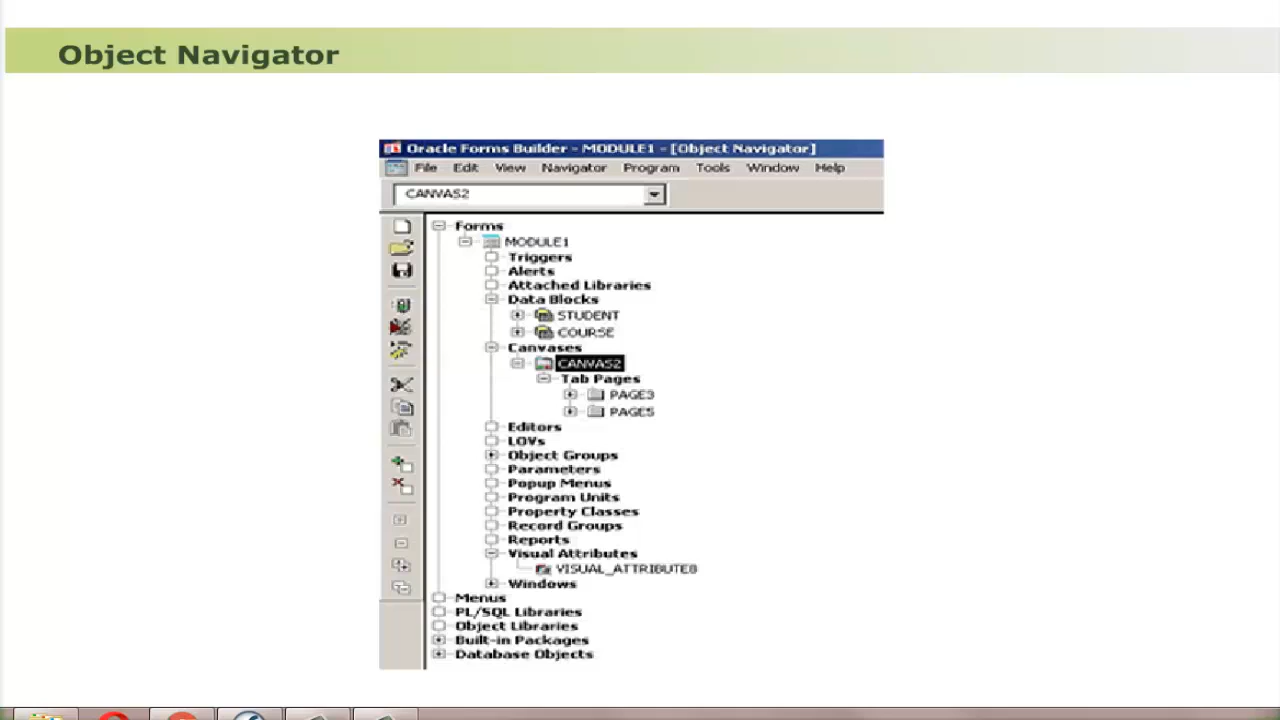 Object Navigator
Oracle Forms Builder - MODULE1 - [Object Navigator]
File Edit View Navigator Program Tools Window Help
CANVAS2
Forms
MODULE1
Triggers
Alerts
Attached Libraries
Data Blocks
STUDENT
COURSE
Canvases
CANVAS2
Tab Pages
PAGE3
PAGE5
Editors
LOVs
Object Groups
Parameters
Popup Menus
Program Units
Property Classes
Record Groups
Reports
Visual Attributes
VISUAL_ATTRIBUTE8
Windows
Menus
PL/SQL Libraries
Object Libraries
Built-in Packages
Database Objects